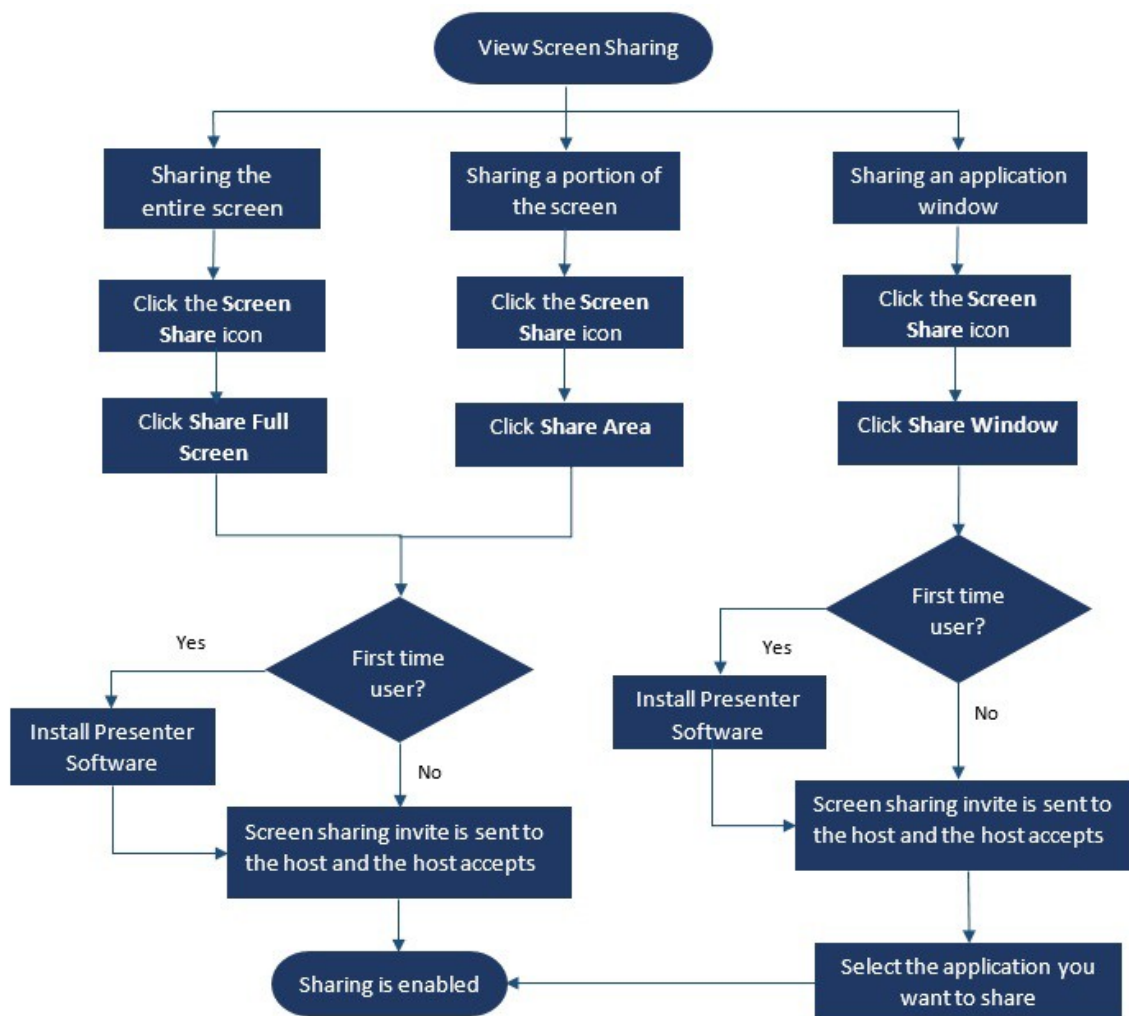 View Screen Sharing
Sharing the
entire screen
Sharing a portion of
the screen
Sharing an application
window
Click the Screen
Share icon
Click the Screen
Share icon
Click the Screen
Share icon
Click Share Full
Screen
Click Share Area
Click Share Window
First time
user?
Yes
No
Install Presenter
Software
Screen sharing invite is sent to
the host and the host accepts
First time
user?
Yes
No
Install Presenter
Software
Screen sharing invite is sent to
the host and the host accepts
Select the application you
want to share
Sharing is enabled